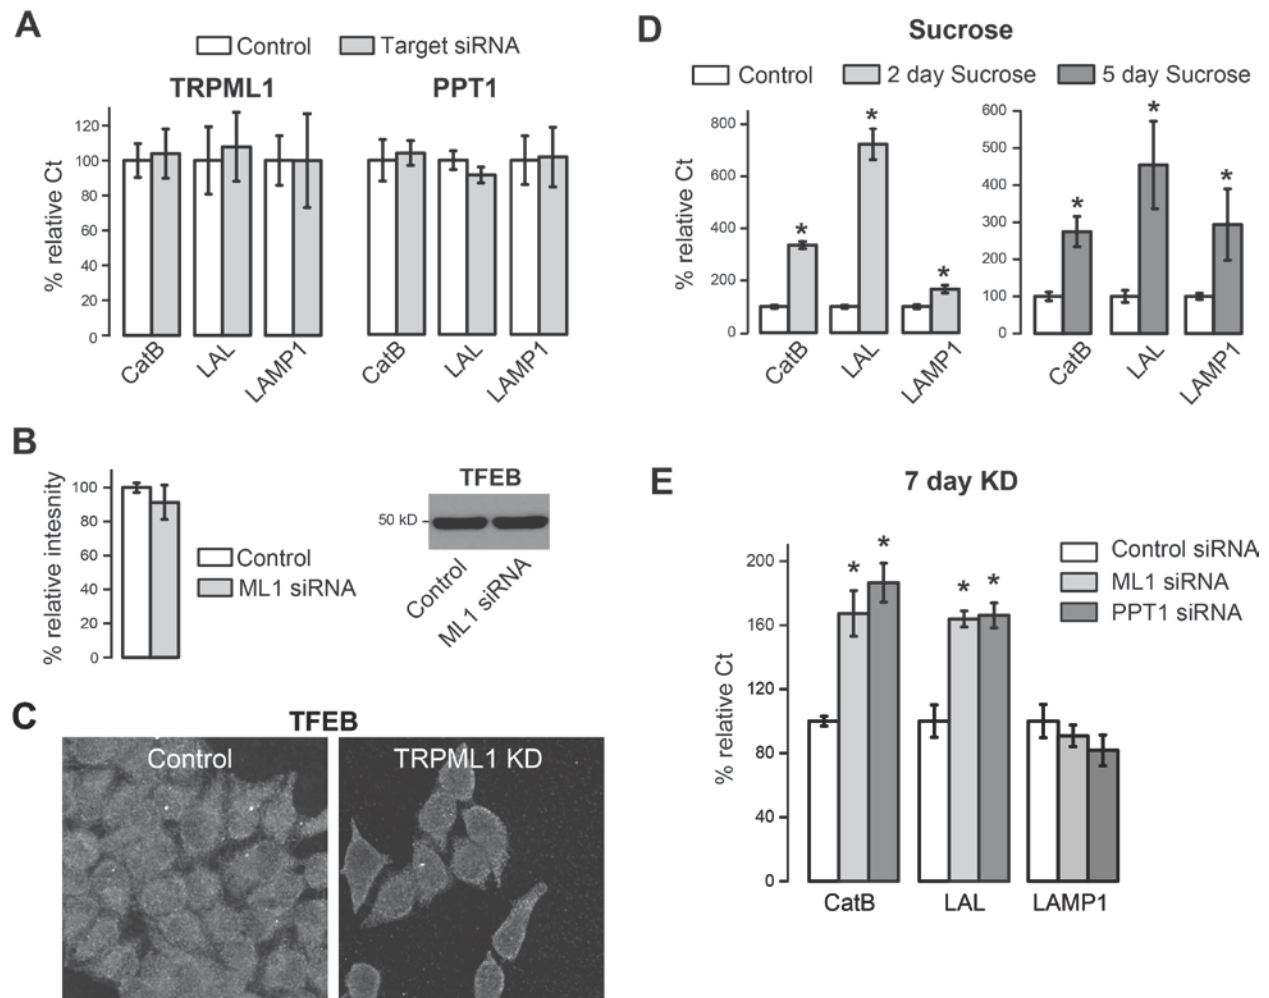 A
Control
Target siRNA
TRPML1
PPT1
% relative Ct
120
100
80
60
40
20
0
CatB
LAL
LAMP1
CatB
LAL
LAMP1
D
Sucrose
Control
2 day Sucrose
5 day Sucrose
% relative Ct
800
600
400
200
0
*
*
*
CatB
LAL
LAMP1
600
500
400
300
200
100
0
*
*
*
CatB
LAL
LAMP1
B
% relative intesnity
100
80
60
40
20
0
Control
ML1 siRNA
TFEB
50 kD
Control
ML1 siRNA
C
TFEB
Control
TRPML1 KD
E
7 day KD
Control siRNA
ML1 siRNA
PPT1 siRNA
% relative Ct
200
160
120
80
40
0
*
*
*
*
CatB
LAL
LAMP1